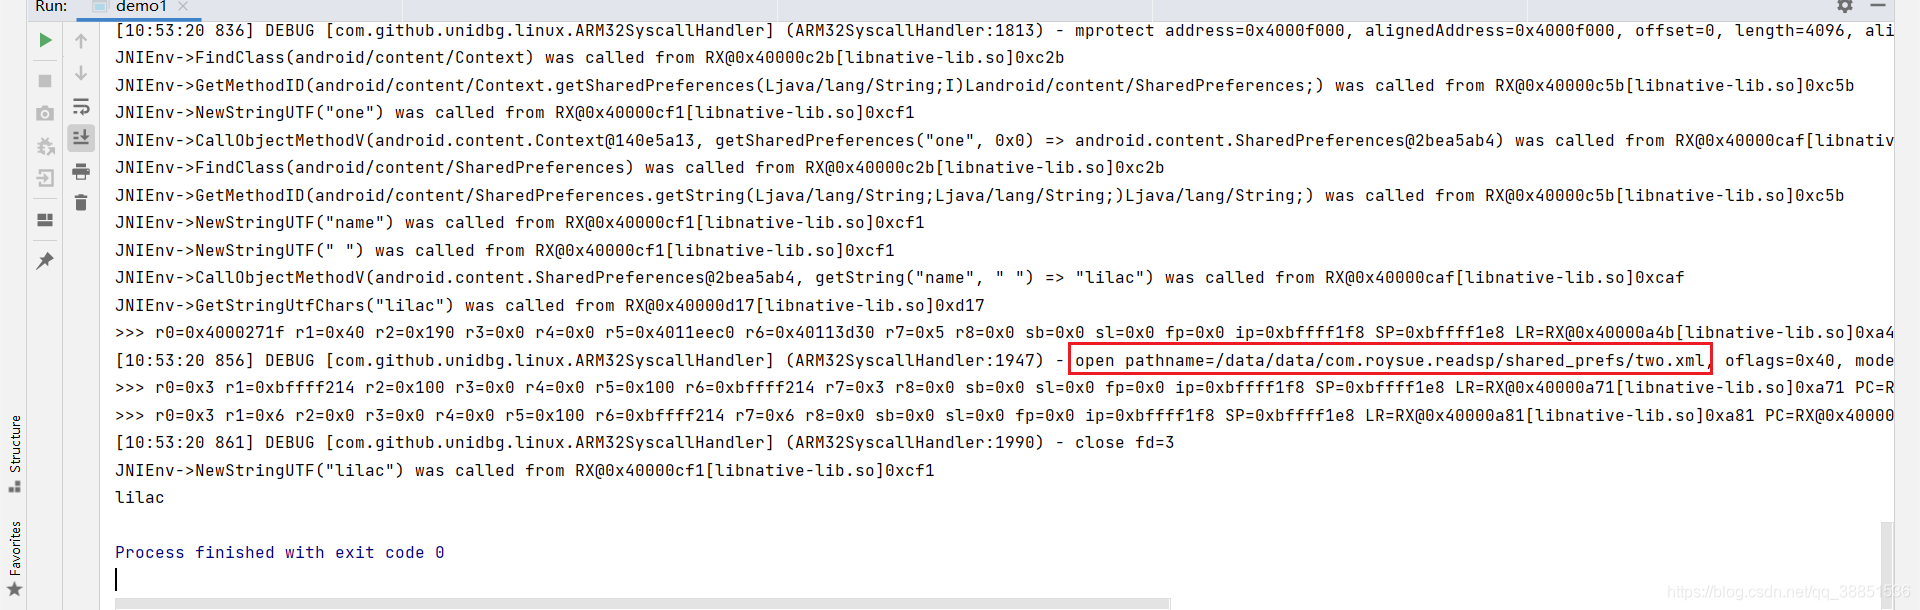 Run: demo1
[10:53:20 836] DEBUG [com.github.unidbg.linux.ARM32SyscallHandler] (ARM32SyscallHandler:1813) - mprotect address=0x4000f000, alignedAddress=0x4000f000, offset=0, length=4096, ali
JNIEnv->FindClass(android/content/Context) was called from RX@0x40000c2b[libnative-lib.so]0xc2b
JNIEnv->GetMethodID(android/content/Context.getSharedPreferences(Ljava/lang/String;I)Landroid/content/SharedPreferences;) was called from RX@0x40000c5b[libnative-lib.so]0xc5b
JNIEnv->NewStringUTF("one") was called from RX@0x40000cf1[libnative-lib.so]0xcf1
JNIEnv->CallObjectMethodV(android.content.Context@140e5a13, getSharedPreferences("one", 0x0) => android.content.SharedPreferences@2bea5ab4) was called from RX@0x40000caf[libnativ
JNIEnv->FindClass(android/content/SharedPreferences) was called from RX@0x40000c2b[libnative-lib.so]0xc2b
JNIEnv->GetMethodID(android/content/SharedPreferences.getString(Ljava/lang/String;Ljava/lang/String;)Ljava/lang/String;) was called from RX@0x40000c5b[libnative-lib.so]0xc5b
JNIEnv->NewStringUTF("name") was called from RX@0x40000cf1[libnative-lib.so]0xcf1
JNIEnv->NewStringUTF(" ") was called from RX@0x40000cf1[libnative-lib.so]0xcf1
JNIEnv->CallObjectMethodV(android.content.SharedPreferences@2bea5ab4, getString("name", " ") => "lilac") was called from RX@0x40000caf[libnative-lib.so]0xcaf
JNIEnv->GetStringUtfChars("lilac") was called from RX@0x40000d17[libnative-lib.so]0xd17
>>> r0=0x4000271f r1=0x40 r2=0x190 r3=0x0 r4=0x0 r5=0x4011eec0 r6=0x40113d30 r7=0x5 r8=0x0 sb=0x0 sl=0x0 fp=0x0 ip=0xbffff1f8 SP=0xbffff1e8 LR=RX@0x40000a4b[libnative-lib.so]0xa4
[10:53:20 856] DEBUG [com.github.unidbg.linux.ARM32SyscallHandler] (ARM32SyscallHandler:1947) - open pathname=/data/data/com.roysue.readsp/shared_prefs/two.xml, oflags=0x40, mode
>>> r0=0x3 r1=0xbffff214 r2=0x100 r3=0x0 r4=0x0 r5=0x100 r6=0xbffff214 r7=0x3 r8=0x0 sb=0x0 sl=0x0 fp=0x0 ip=0xbffff1f8 SP=0xbffff1e8 LR=RX@0x40000a71[libnative-lib.so]0xa71 PC=R
>>> r0=0x3 r1=0x6 r2=0x0 r3=0x0 r4=0x0 r5=0x100 r6=0xbffff214 r7=0x6 r8=0x0 sb=0x0 sl=0x0 fp=0x0 ip=0xbffff1f8 SP=0xbffff1e8 LR=RX@0x40000a81[libnative-lib.so]0xa81 PC=RX@0x40000
[10:53:20 861] DEBUG [com.github.unidbg.linux.ARM32SyscallHandler] (ARM32SyscallHandler:1990) - close fd=3
JNIEnv->NewStringUTF("lilac") was called from RX@0x40000cf1[libnative-lib.so]0xcf1
lilac
Process finished with exit code 0
Structure
Favorites
https://blog.csdn.net/qq_38851536